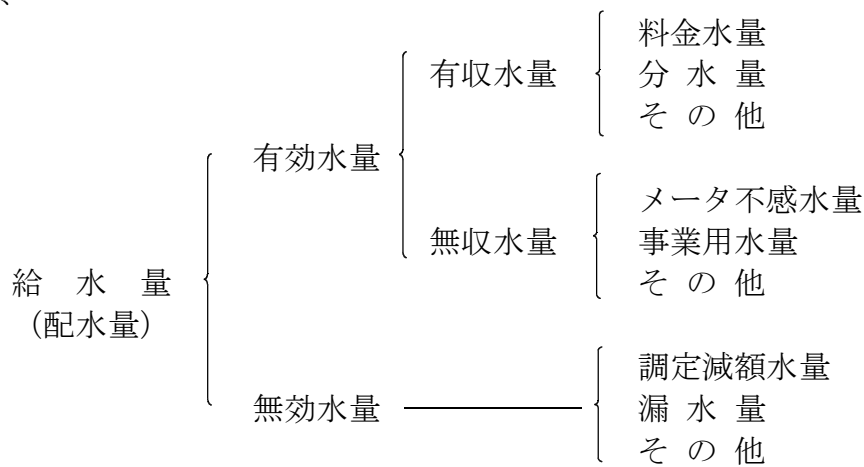 料金水量
有収水量
分 水 量
そ の 他
有効水量
メータ不感水量
無収水量
事業用水量
そ の 他
給 水 量
（配水量）
調定減額水量
無効水量
漏 水 量
そ の 他